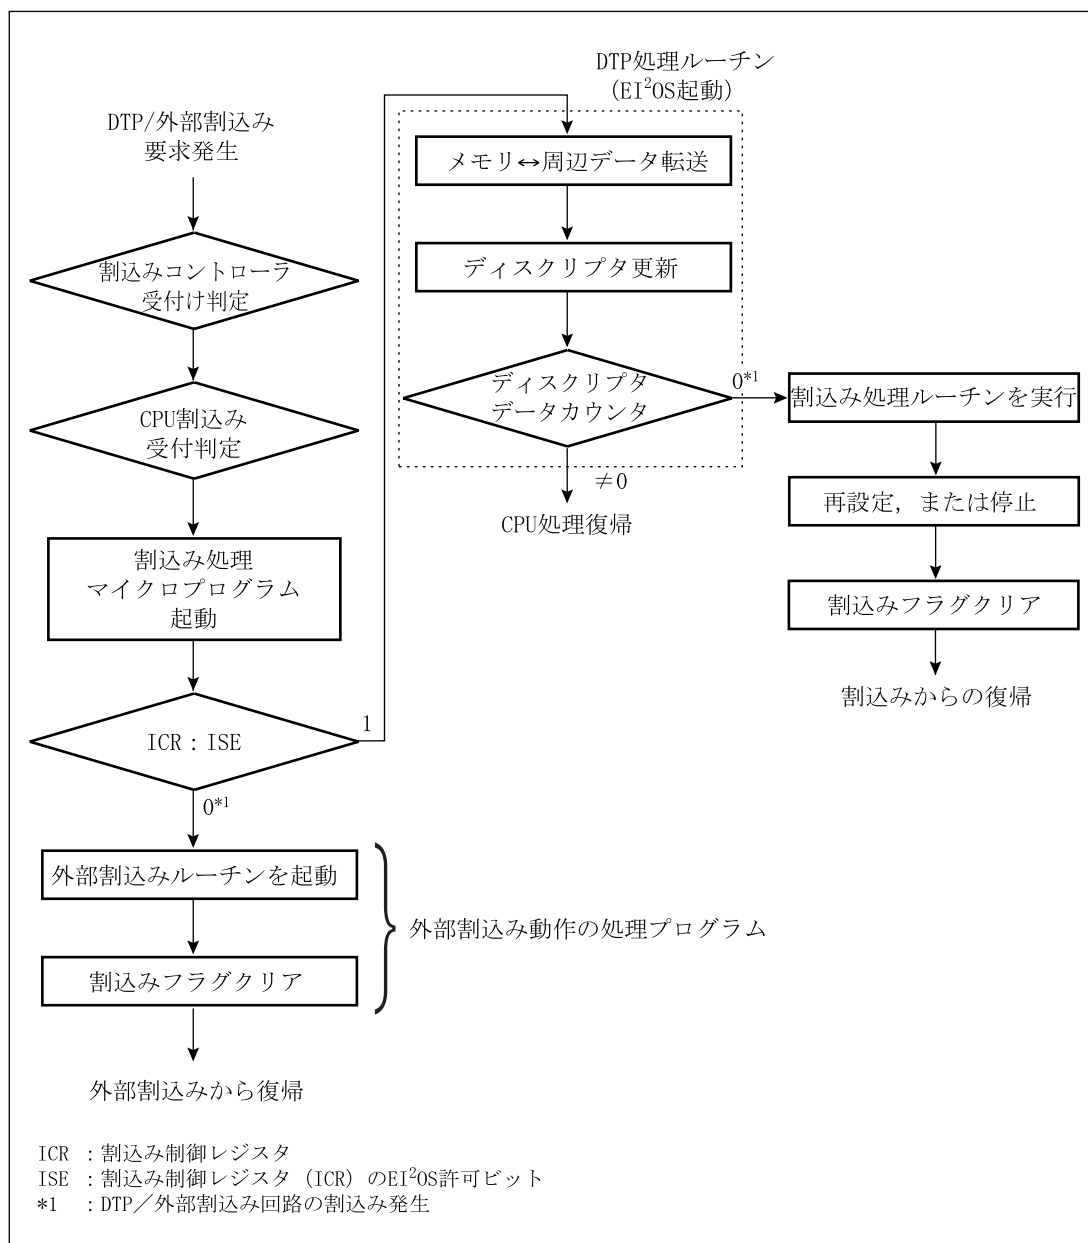 DTP/外部割込み
要求発生
割込みコントローラ
受付け判定
CPU割込み
受付判定
割込み処理
マイクロプログラム
起動
ICR：ISE
1
0*1
外部割込みルーチンを起動
割込みフラグクリア
外部割込み動作の処理プログラム
外部割込みから復帰
DTP処理ルーチン
（EI²OS起動）
メモリ↔周辺データ転送
ディスクリプタ更新
ディスクリプタ
データカウンタ
0*1
≠0
CPU処理復帰
割込み処理ルーチンを実行
再設定，または停止
割込みフラグクリア
割込みからの復帰
ICR ：割込み制御レジスタ
ISE ：割込み制御レジスタ（ICR）のEI²OS許可ビット
*1 ：DTP／外部割込み回路の割込み発生